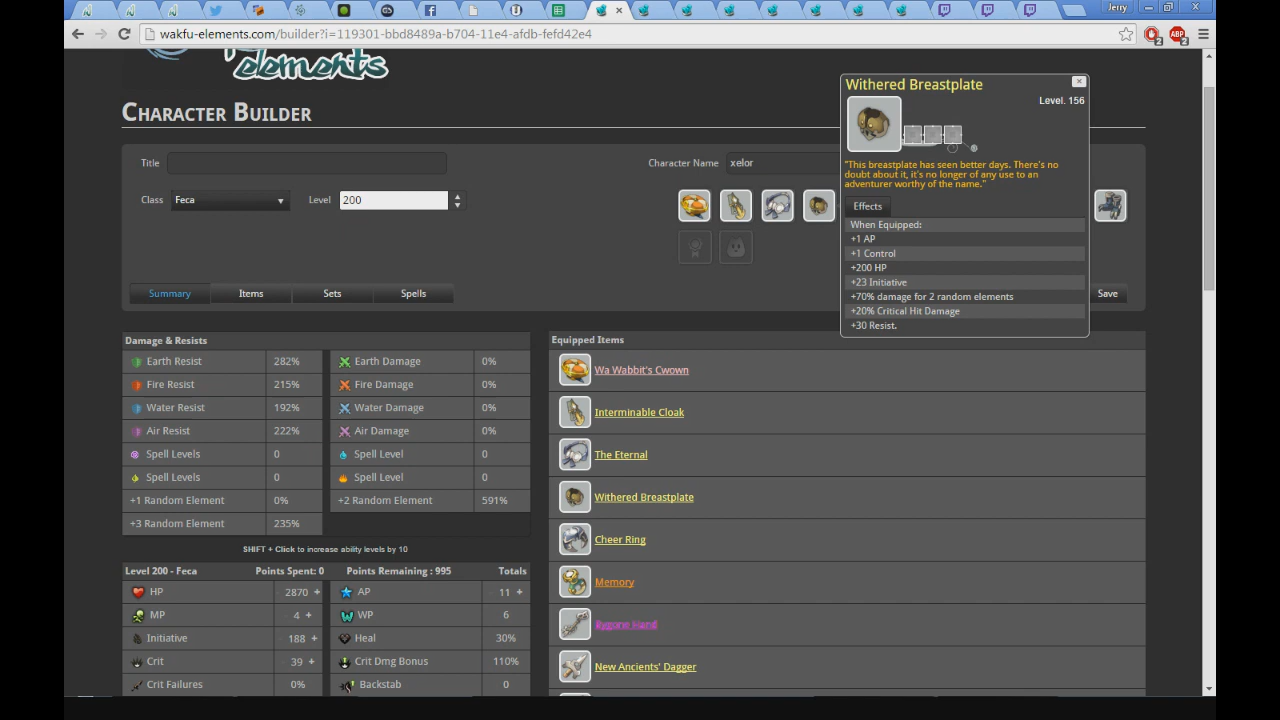 Jerry
wakfu-elements.com/builder?i=119301-bbd8489a-b704-11e4-afdb-fefd42e4
elements
Character Builder
Title
Character Name xelor
Class Feca Level 200
Summary Items Sets Spells Save
Withered Breastplate
Level. 156
"This breastplate has seen better days. There's no
doubt about it, it's no longer of any use to an
adventurer worthy of the name."
Effects
When Equipped:
+1 AP
+1 Control
+200 HP
+23 Initiative
+70% damage for 2 random elements
+20% Critical Hit Damage
+30 Resist.
Damage & Resists
Earth Resist 282% Earth Damage 0%
Fire Resist 215% Fire Damage 0%
Water Resist 192% Water Damage 0%
Air Resist 222% Air Damage 0%
Spell Levels 0 Spell Level 0
Spell Levels 0 Spell Level 0
+1 Random Element 0% +2 Random Element 591%
+3 Random Element 235%
SHIFT + Click to increase ability levels by 10
Level 200 - Feca Points Spent: 0 Points Remaining : 995 Totals
HP 2870 + AP 11 +
MP 4 + WP 6
Initiative 188 + Heal 30%
Crit 39 + Crit Dmg Bonus 110%
Crit Failures 0% Backstab 0
Equipped Items
Wa Wabbit's Cwown
Interminable Cloak
The Eternal
Withered Breastplate
Cheer Ring
Memory
Bygone Hand
New Ancients' Dagger